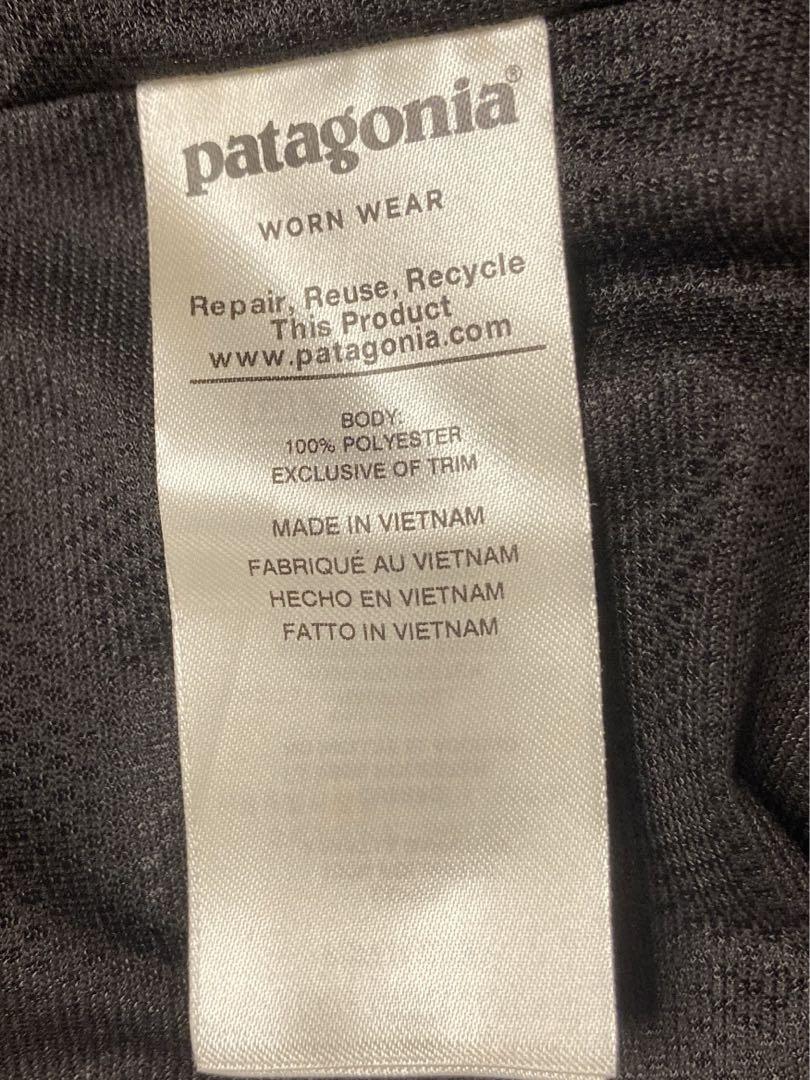 patagonia®
WORN WEAR
Repair, Reuse, Recycle
This Product
www.patagonia.com
BODY:
100% POLYESTER
EXCLUSIVE OF TRIM
MADE IN VIETNAM
FABRIQUÉ AU VIETNAM
HECHO EN VIETNAM
FATTO IN VIETNAM